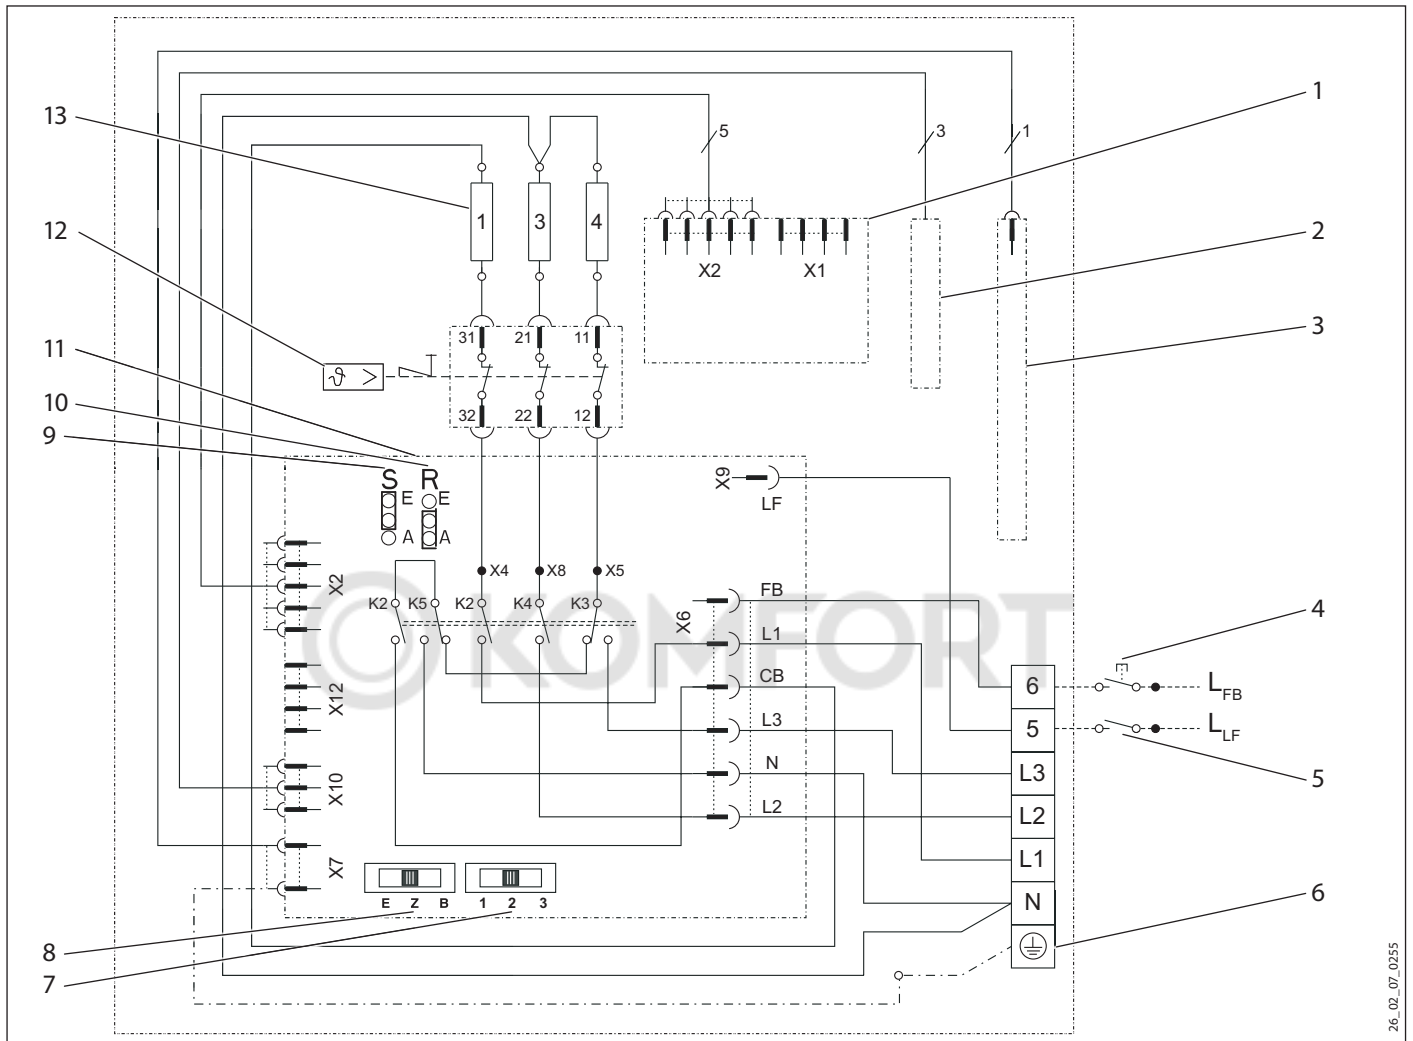 13
1
5
3
1
12
1
3
4
2
X2
X1
31
21
11
3
11
ϑ >
10
32
22
12
9
S
R
X9
E
E
LF
A
A
X4
X8
X5
X2
FB
K2
K5
K2
K4
K3
4
X6
L1
KOMFORT
CB
6
LFB
X12
L3
5
LLF
N
L3
5
X10
L2
L2
L1
X7
N
6
E
Z
B
1
2
3
8
7
26_02_07_0255